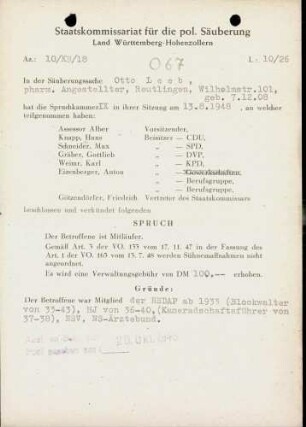 Staatskommissariat für die pol. Säuberung
Land Württemberg-Hohenzollern
Az.: 10/XX/18
067
L: 10/26
In der Säuberungssache Otto
pharm. Angestellter, Reutlingen, Wilhelmstr.101,
geb. 7.12.08
hat die Spruchkammer IX in ihrer Sitzung am 13.8.1948, an welcher
teilgenommen haben:
Assessor Alber Vorsitzender,
Knapp, Hans Beisitzer — CDU,
Schneider, Max „ — SPD,
Gräber, Gottlieb „ — DVP,
Weiter, Karl „ — KPD,
Eisenberger, Anton „ — Gewerkschaften,
„ — Berufsgruppe,
„ — Berufsgruppe,
Götzendörfer, Friedrich Vertreter des Staatskommissars
beschlossen und verkündet folgenden
SPRUCH
Der Betroffene ist Mitläufer.
Gemäß Art. 3 der VO. 133 vom 17. 11. 47 in der Fassung des
Art. 1 der VO. 165 vom 13. 7. 48 werden Sühnemaßnahmen nicht
angeordnet.
Es wird eine Verwaltungsgebühr von DM 100,— erhoben.
Gründe:
Der Betroffene war Mitglied der NSDAP ab 1933 (Blockwalter
von 33-43), HJ von 36-40, (Kameradschaftsführer von
37-38), NSV, NS-Ärztebund.